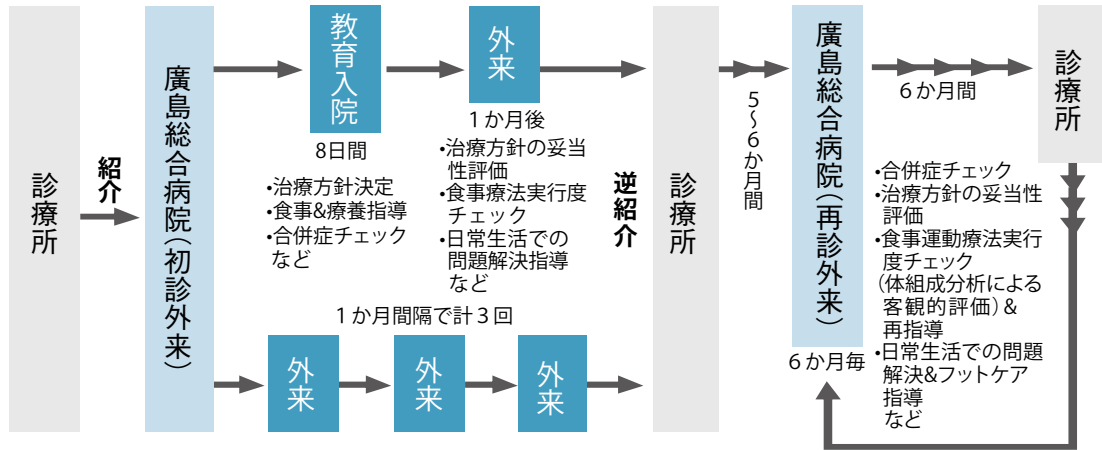 診療所
紹介
廣島総合病院（初診外来）
教育入院
8日間
•治療方針決定
•食事&療養指導
•合併症チェック
など
外来
1か月後
•治療方針の妥当
性評価
•食事療法実行度
チェック
•日常生活での
問題解決指導
など
1か月間隔で計3回
外来
外来
外来
逆紹介
診療所
5～6か月間
廣島総合病院（再診外来）
6か月毎
6か月間
•合併症チェック
•治療方針の妥当性
評価
•食事運動療法実行
度チェック
（体組成分析による
客観的評価）&
再指導
•日常生活での問題
解決&フットケア
指導
など
診療所